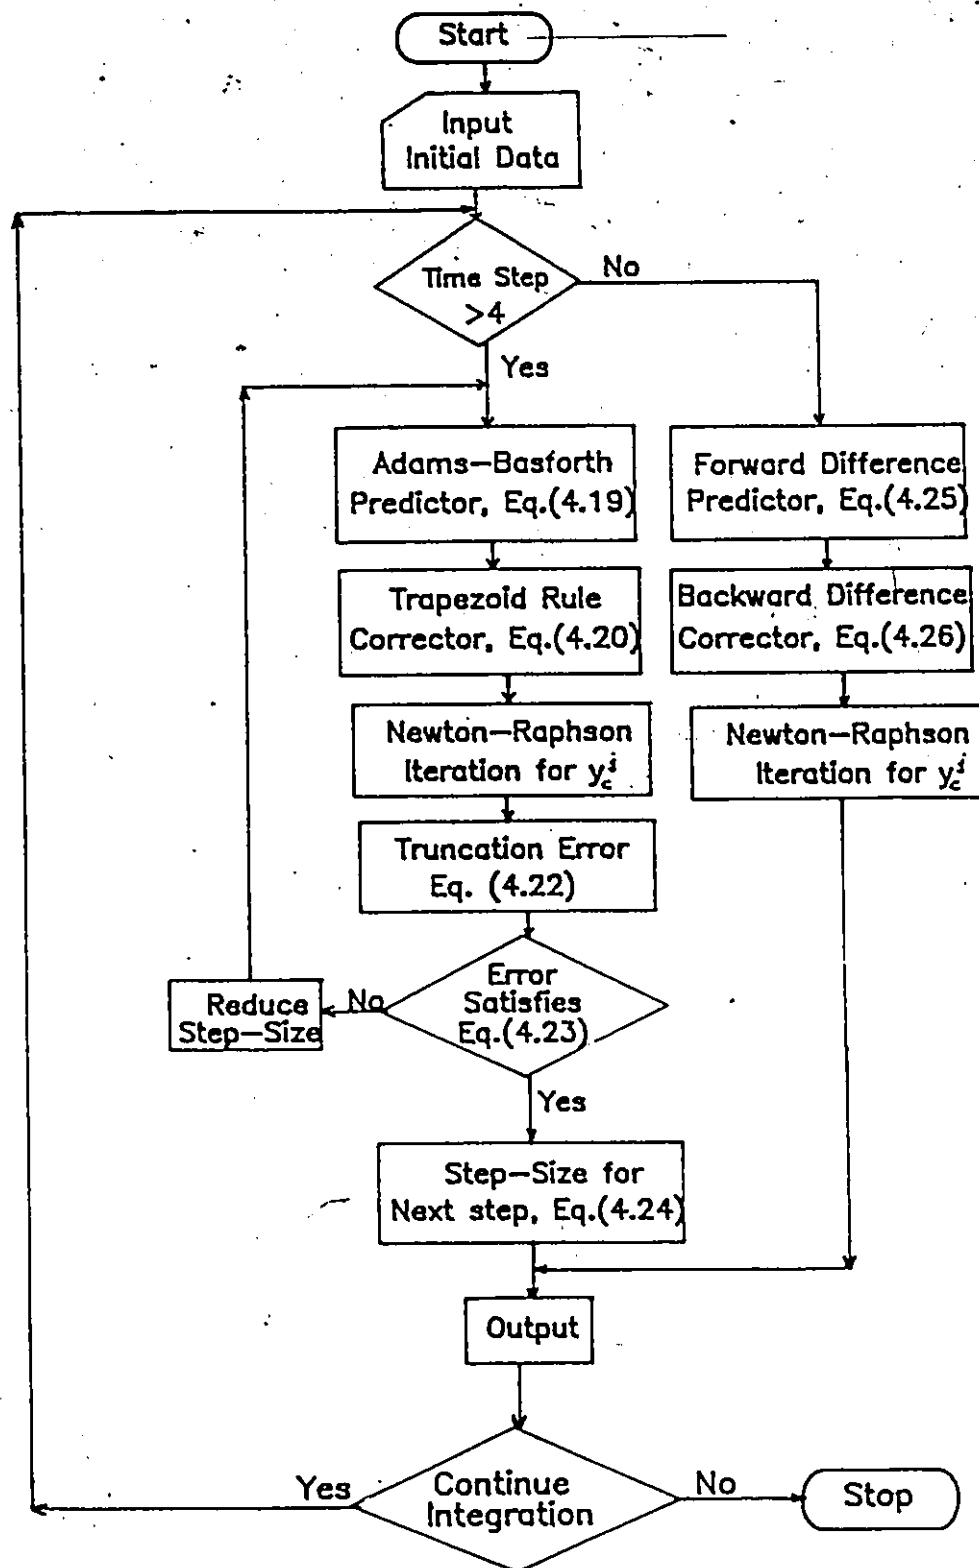 Start
Input
Initial Data
Time Step
>4
No
Yes
Adams-Basforth
Predictor, Eq.(4.19)
Forward Difference
Predictor, Eq.(4.25)
Trapezoid Rule
Corrector, Eq.(4.20)
Backward Difference
Corrector, Eq.(4.26)
Newton-Raphson
Iteration for y_c^i
Newton-Raphson
Iteration for y_c^i
Truncation Error
Eq. (4.22)
Error
Satisfies
Eq.(4.23)
No
Reduce
Step-Size
Yes
Step-Size for
Next step, Eq.(4.24)
Output
Continue
Integration
Yes
No
Stop